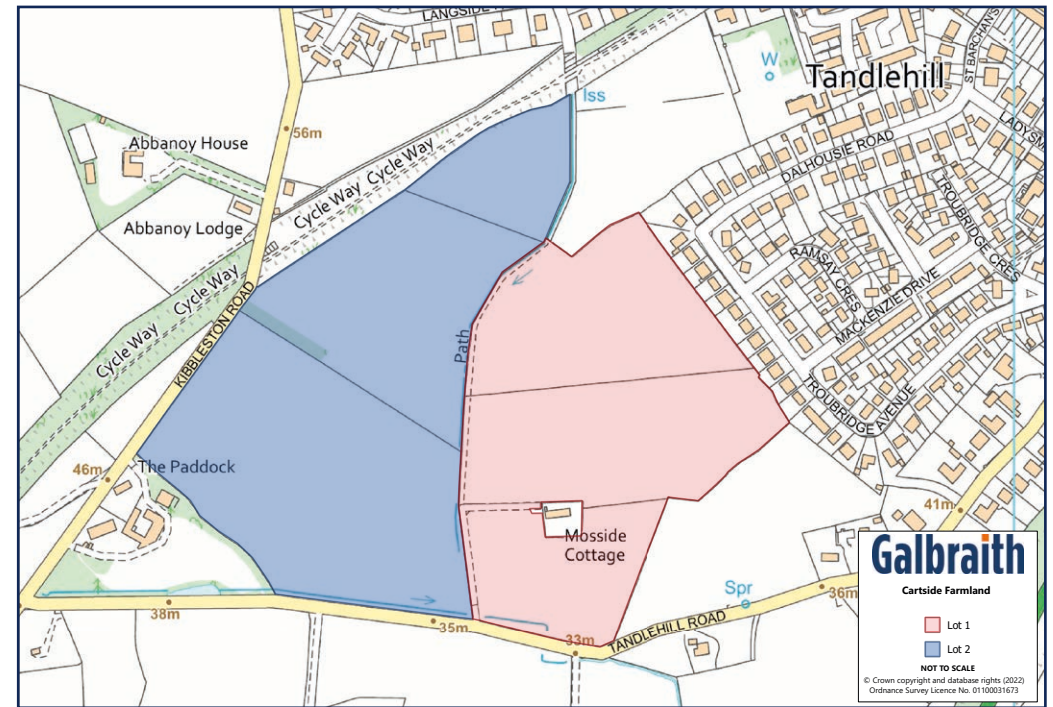 LANGSIDE
ST BARCHAN'S
W
Tandlehill
Iss
56m
Abbanoy House
DALHOUSIE ROAD
LADYSM
Cycle Way
Cycle Way
TROUBRIDGE CRES
Abbanoy Lodge
RAMSAY CRES
MACKENZIE DRIVE
Cycle Way
Cycle Way
KIBBLESTON ROAD
Path
TROUBRIDGE AVENUE
The Paddock
46m
41m
Mosside
Cottage
Spr
36m
38m
35m
33m
TANDLEHILL ROAD
Galbraith
Cartside Farmland
Lot 1
Lot 2
NOT TO SCALE
© Crown copyright and database rights (2022)
Ordnance Survey Licence No. 01100031673